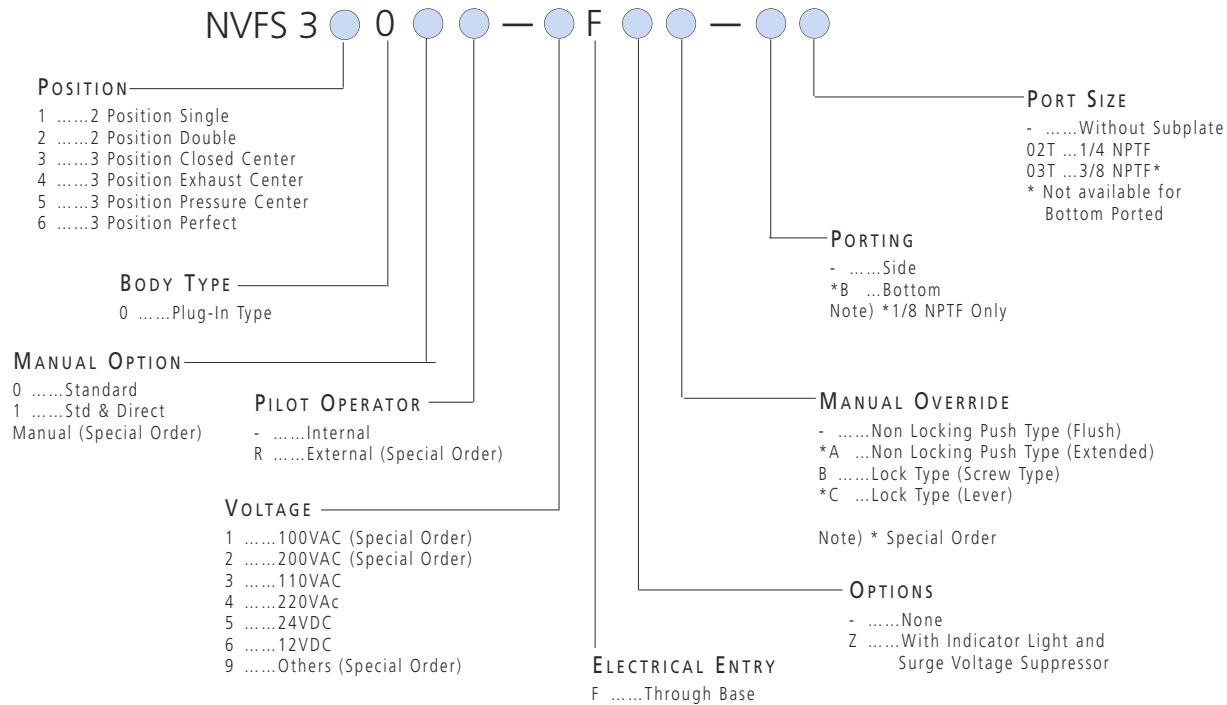 NVFS 3 0 — F —
POSITION
1 ……2 Position Single
2 ……2 Position Double
3 ……3 Position Closed Center
4 ……3 Position Exhaust Center
5 ……3 Position Pressure Center
6 ……3 Position Perfect
BODY TYPE
0 ……Plug-In Type
MANUAL OPTION
0 ……Standard
1 ……Std & Direct
Manual (Special Order)
PILOT OPERATOR
- ……Internal
R ……External (Special Order)
VOLTAGE
1 ……100VAC (Special Order)
2 ……200VAC (Special Order)
3 ……110VAC
4 ……220VAc
5 ……24VDC
6 ……12VDC
9 ……Others (Special Order)
ELECTRICAL ENTRY
F ……Through Base
OPTIONS
- ……None
Z ……With Indicator Light and
Surge Voltage Suppressor
MANUAL OVERRIDE
- ……Non Locking Push Type (Flush)
*A …Non Locking Push Type (Extended)
B ……Lock Type (Screw Type)
*C …Lock Type (Lever)
Note) * Special Order
PORTING
- ……Side
*B …Bottom
Note) *1/8 NPTF Only
PORT SIZE
- ……Without Subplate
02T …1/4 NPTF
03T …3/8 NPTF*
* Not available for
Bottom Ported